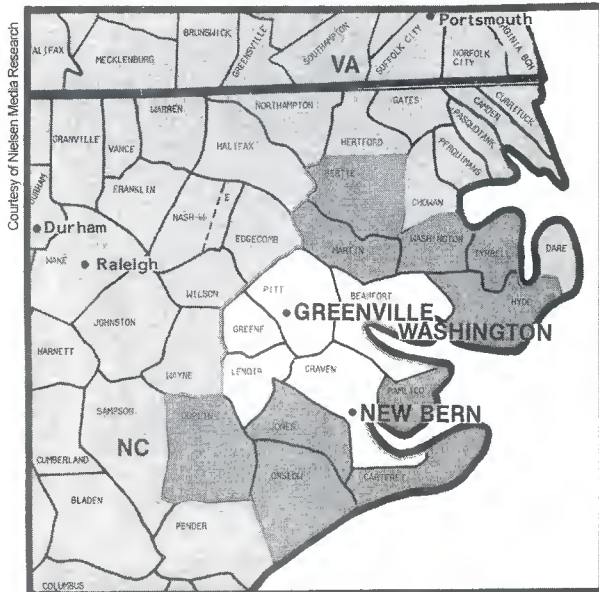 Courtesy of Nielsen Media Research
Portsmouth
HALIFAX
MECKLENBURG
BRUNSWICK
GREENSVILLE
SOUTHAMPTON
SUFFOLK CITY
NORFOLK CITY
VIRGINIA BCH
VA
GRANVILLE
VANCE
WARREN
NORTHAMPTON
GATES
CAMDEN
CURRITUCK
PASQUOTANK
PERQUIMANS
HERTFORD
HALIFAX
DURHAM
FRANKLIN
NASH-W
E
BERTIE
CHOWAN
Durham
EDGECOMB
MARTIN
WASHINGTON
TYRRELL
DARE
WAKE
Raleigh
WILSON
PITT
BEAUFORT
HYDE
GREENVILLE
WASHINGTON
JOHNSTON
GREENE
HARNETT
WAYNE
LENOIR
CRAVEN
PAMLICO
SAMPSON
DUPLIN
JONES
NEW BERN
NC
CUMBERLAND
ONSLOW
CARTERET
BLADEN
PENDER
COLUMBUS